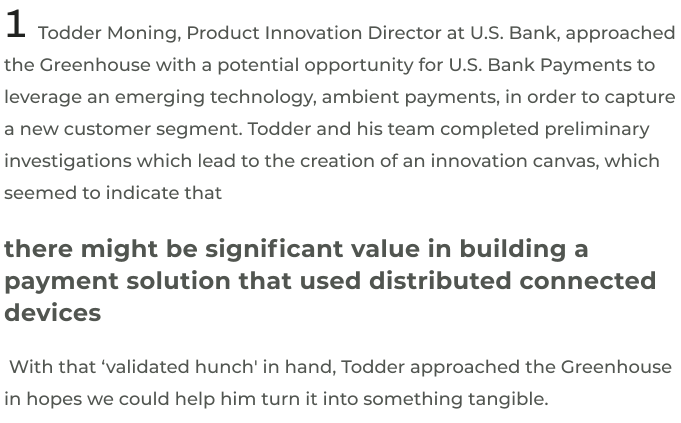 1 Todder Moning, Product Innovation Director at U.S. Bank, approached
the Greenhouse with a potential opportunity for U.S. Bank Payments to
leverage an emerging technology, ambient payments, in order to capture
a new customer segment. Todder and his team completed preliminary
investigations which lead to the creation of an innovation canvas, which
seemed to indicate that
there might be significant value in building a
payment solution that used distributed connected
devices
With that ‘validated hunch' in hand, Todder approached the Greenhouse
in hopes we could help him turn it into something tangible.